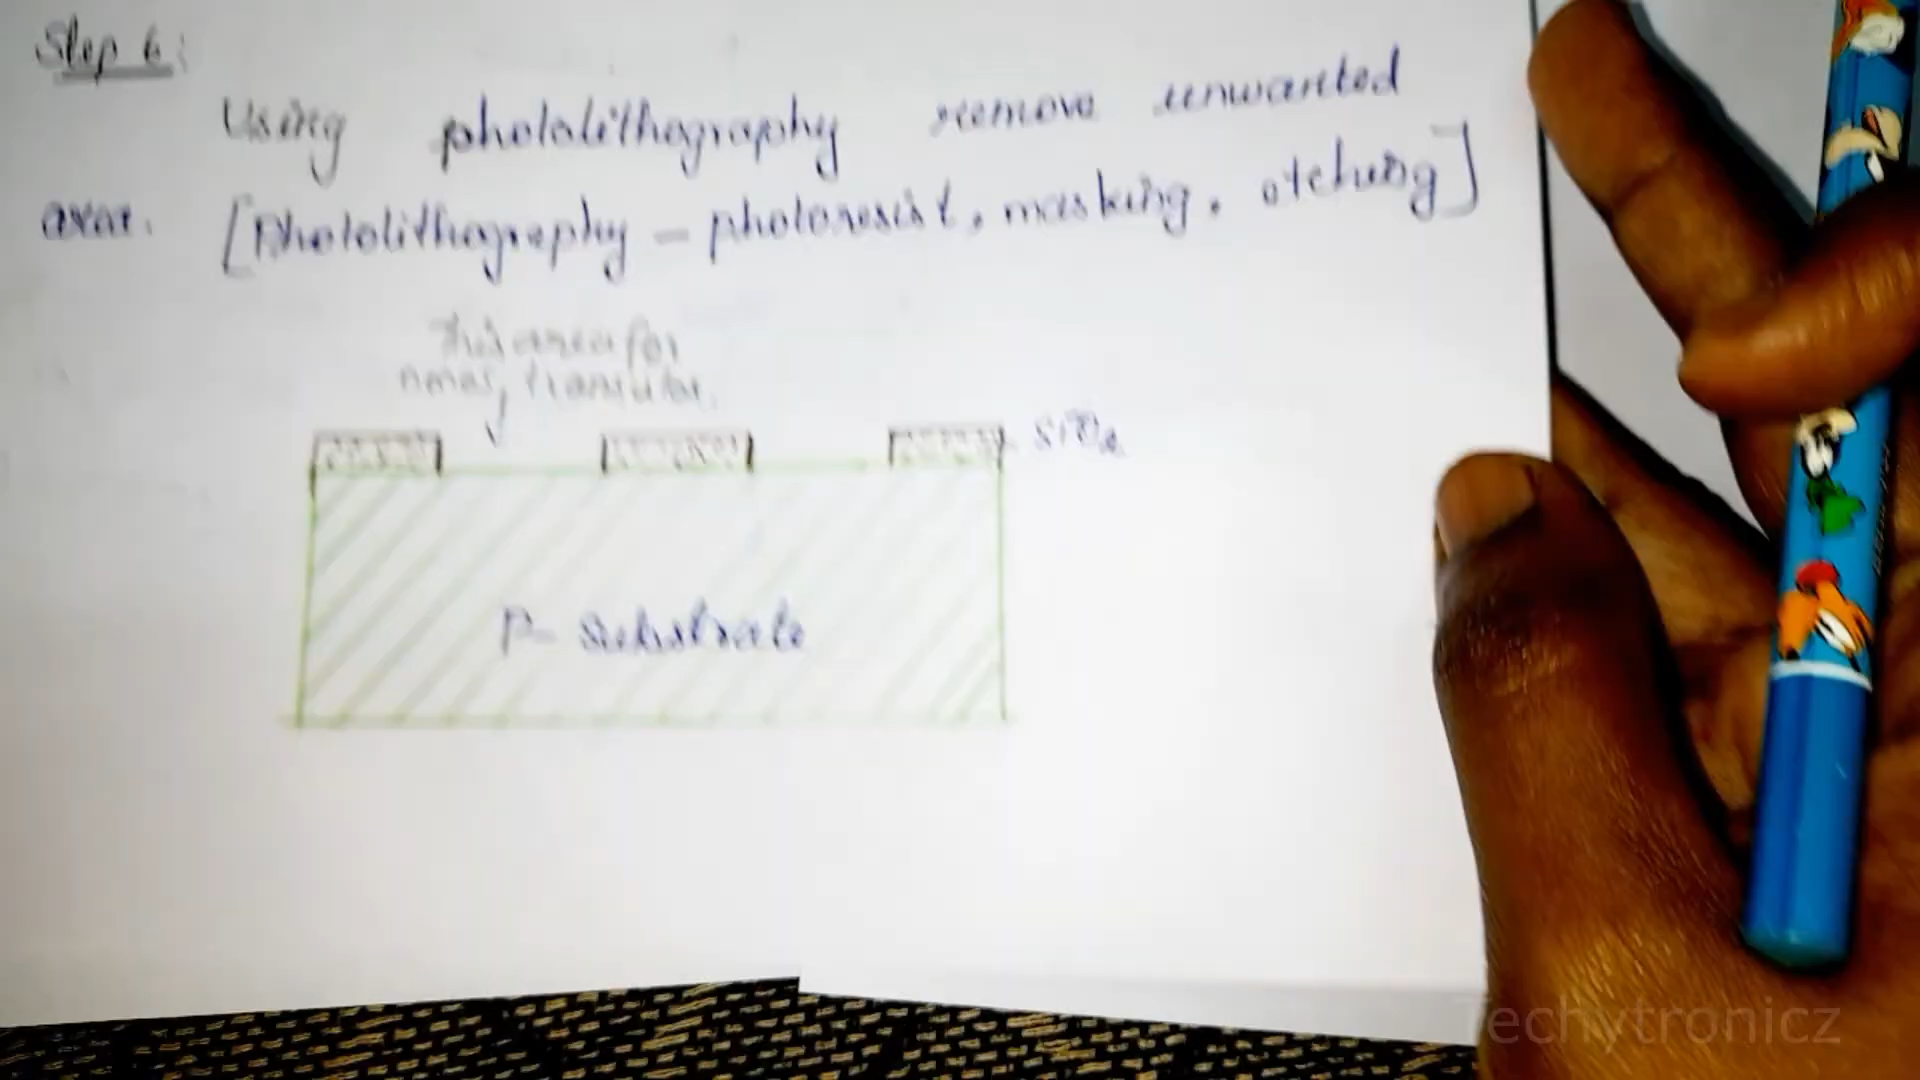 Step 6:
Using photolithography remove unwanted
area. [Photolithography - photoresist, masking, etching]
This area for
nmos, transistor.
SiO2
P- Substrate
Techytronicz